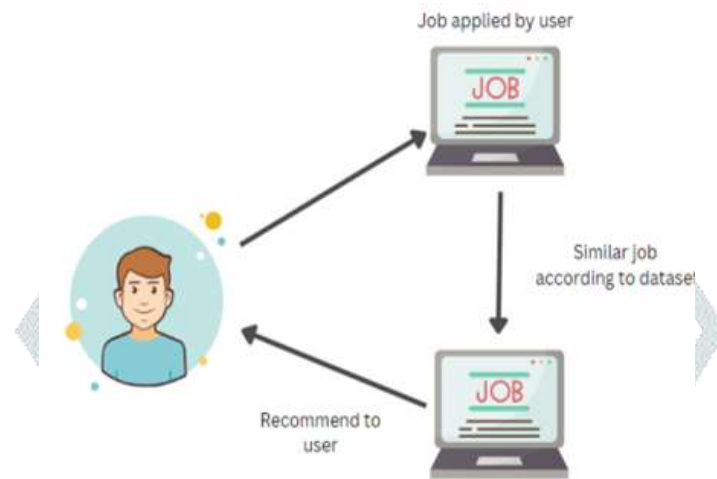 Job applied by user
JOB
Similar job
according to dataset
JOB
Recommend to
user